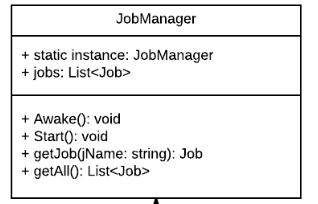 JobManager
+ static instance: JobManager
+ jobs: List<Job>
+ Awake(): void
+ Start(): void
+ getJob(jName: string): Job
+ getAll(): List<Job>